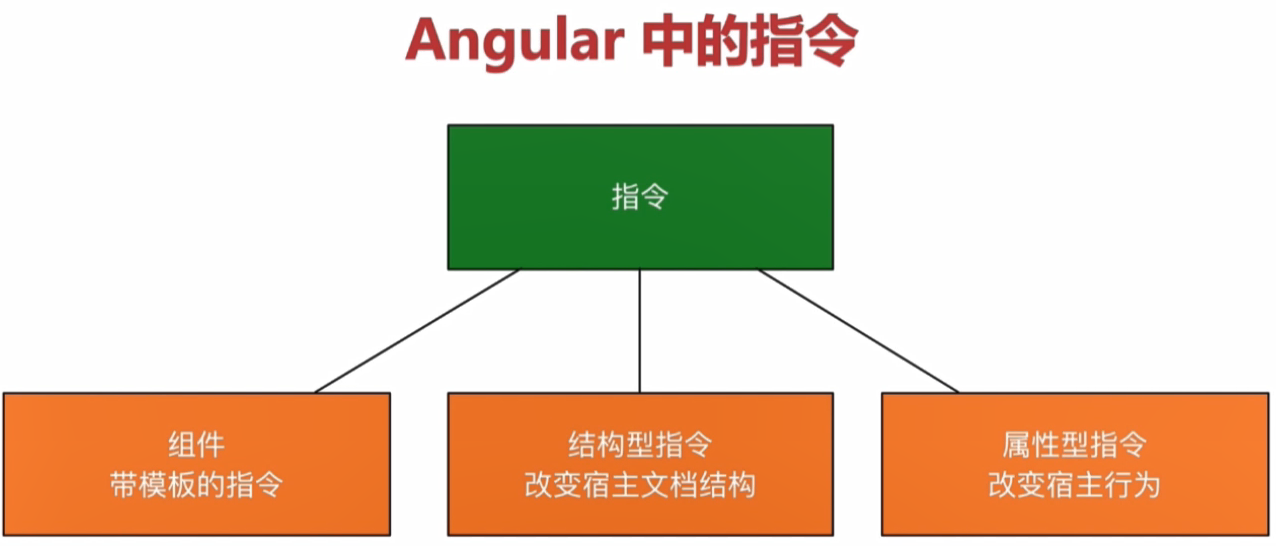 Angular 中的指令
指令
组件
带模板的指令
结构型指令
改变宿主文档结构
属性型指令
改变宿主行为